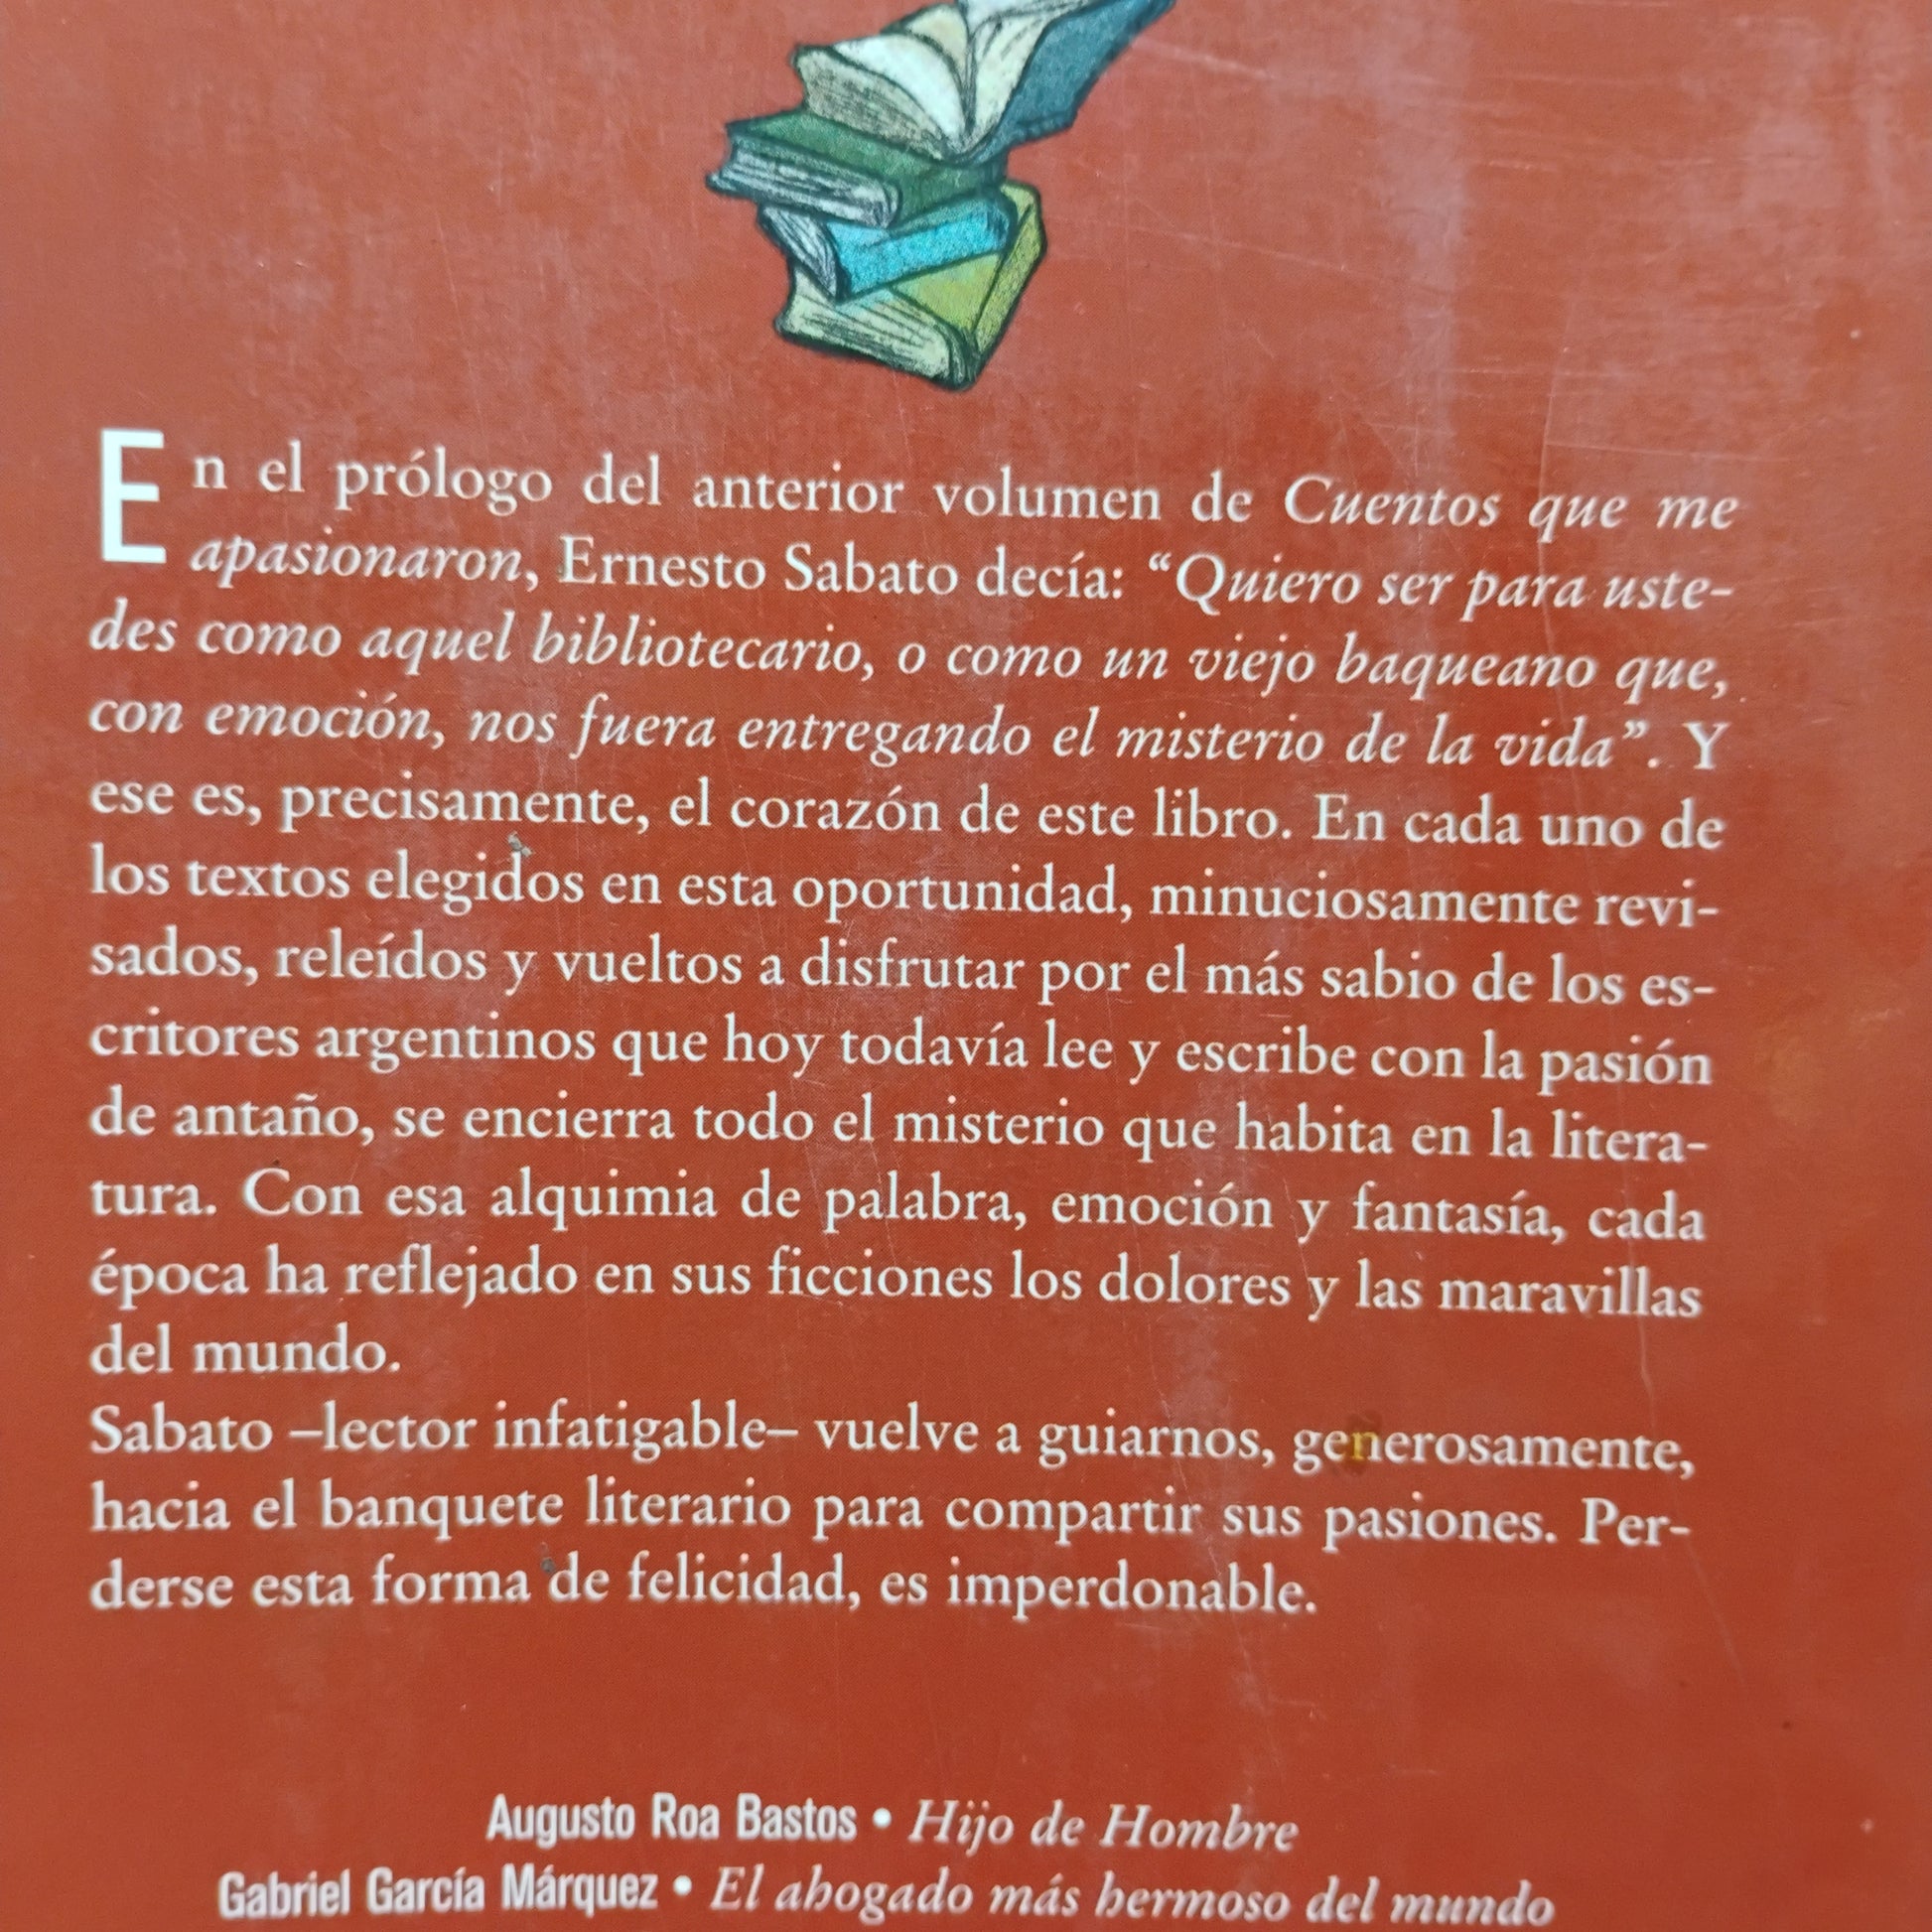 En el prólogo del anterior volumen de Cuentos que me
apasionaron, Ernesto Sabato decía: “Quiero ser para uste-
des como aquel bibliotecario, o como un viejo baqueano que,
con emoción, nos fuera entregando el misterio de la vida”. Y
ese es, precisamente, el corazón de este libro. En cada uno de
los textos elegidos en esta oportunidad, minuciosamente revi-
sados, releídos y vueltos a disfrutar por el más sabio de los es-
critores argentinos que hoy todavía lee y escribe con la pasión
de antaño, se encierra todo el misterio que habita en la litera-
tura. Con esa alquimia de palabra, emoción y fantasía, cada
época ha reflejado en sus ficciones los dolores y las maravillas
del mundo.
Sabato –lector infatigable– vuelve a guiarnos, generosamente,
hacia el banquete literario para compartir sus pasiones. Per-
derse esta forma de felicidad, es imperdonable.
Augusto Roa Bastos • Hijo de Hombre
Gabriel García Márquez • El abogado más hermoso del mundo